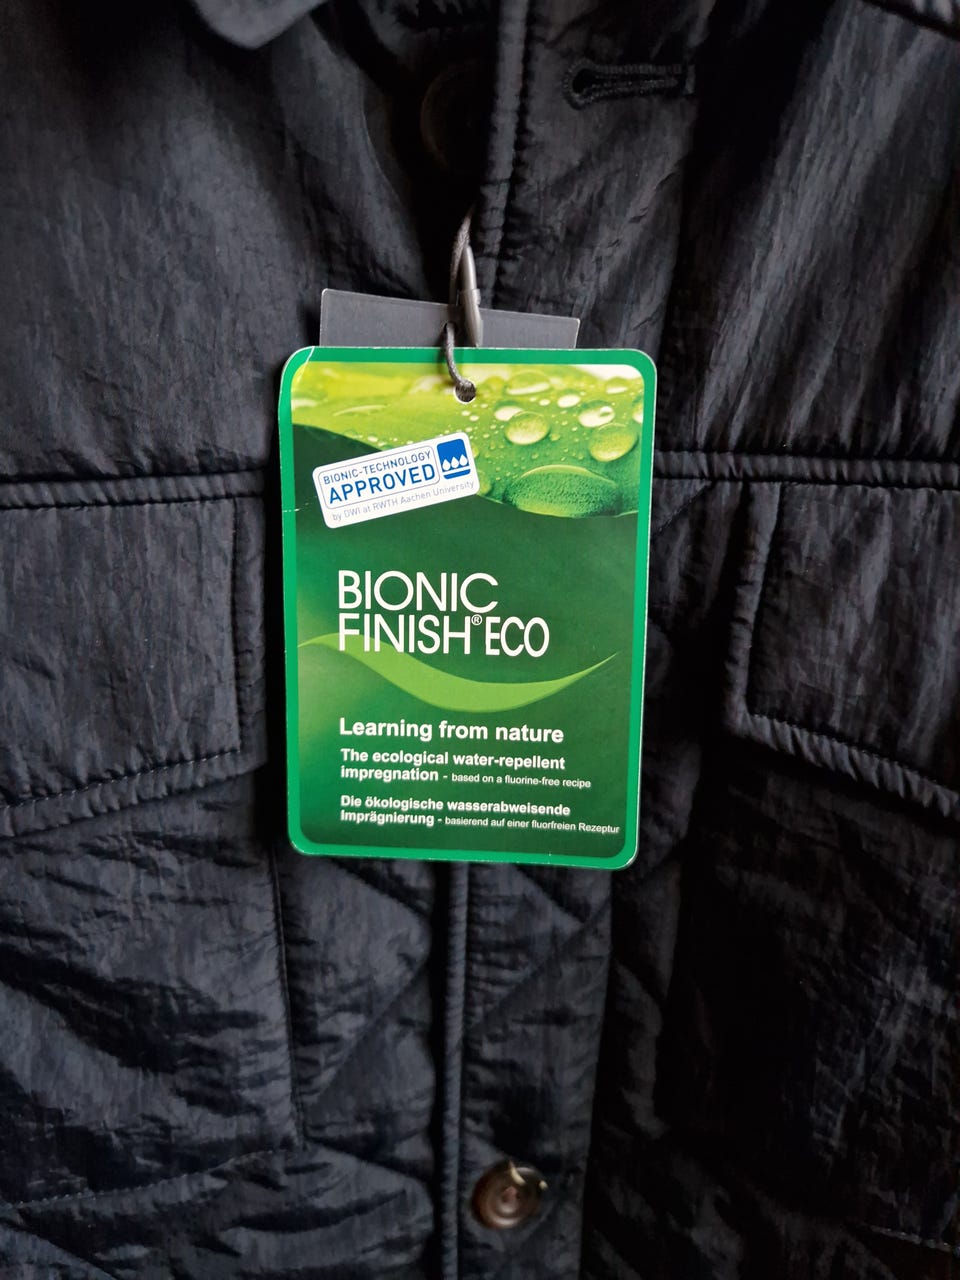 BIONIC-TECHNOLOGY
APPROVED
by DWI at RWTH Aachen University
BIONIC
FINISH® ECO
Learning from nature
The ecological water-repellent
impregnation - based on a fluorine-free recipe
Die ökologische wasserabweisende
Imprägnierung - basierend auf einer fluorfreien Rezeptur